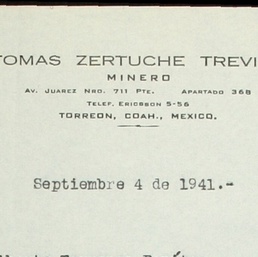 TOMAS ZERTUCHE TREVI
MINERO
AV. JUAREZ NRO. 711 PTE. APARTADO 368
TELEF. ERICSSON 5-56
TORREON, COAH., MEXICO.
Septiembre 4 de 1941.-